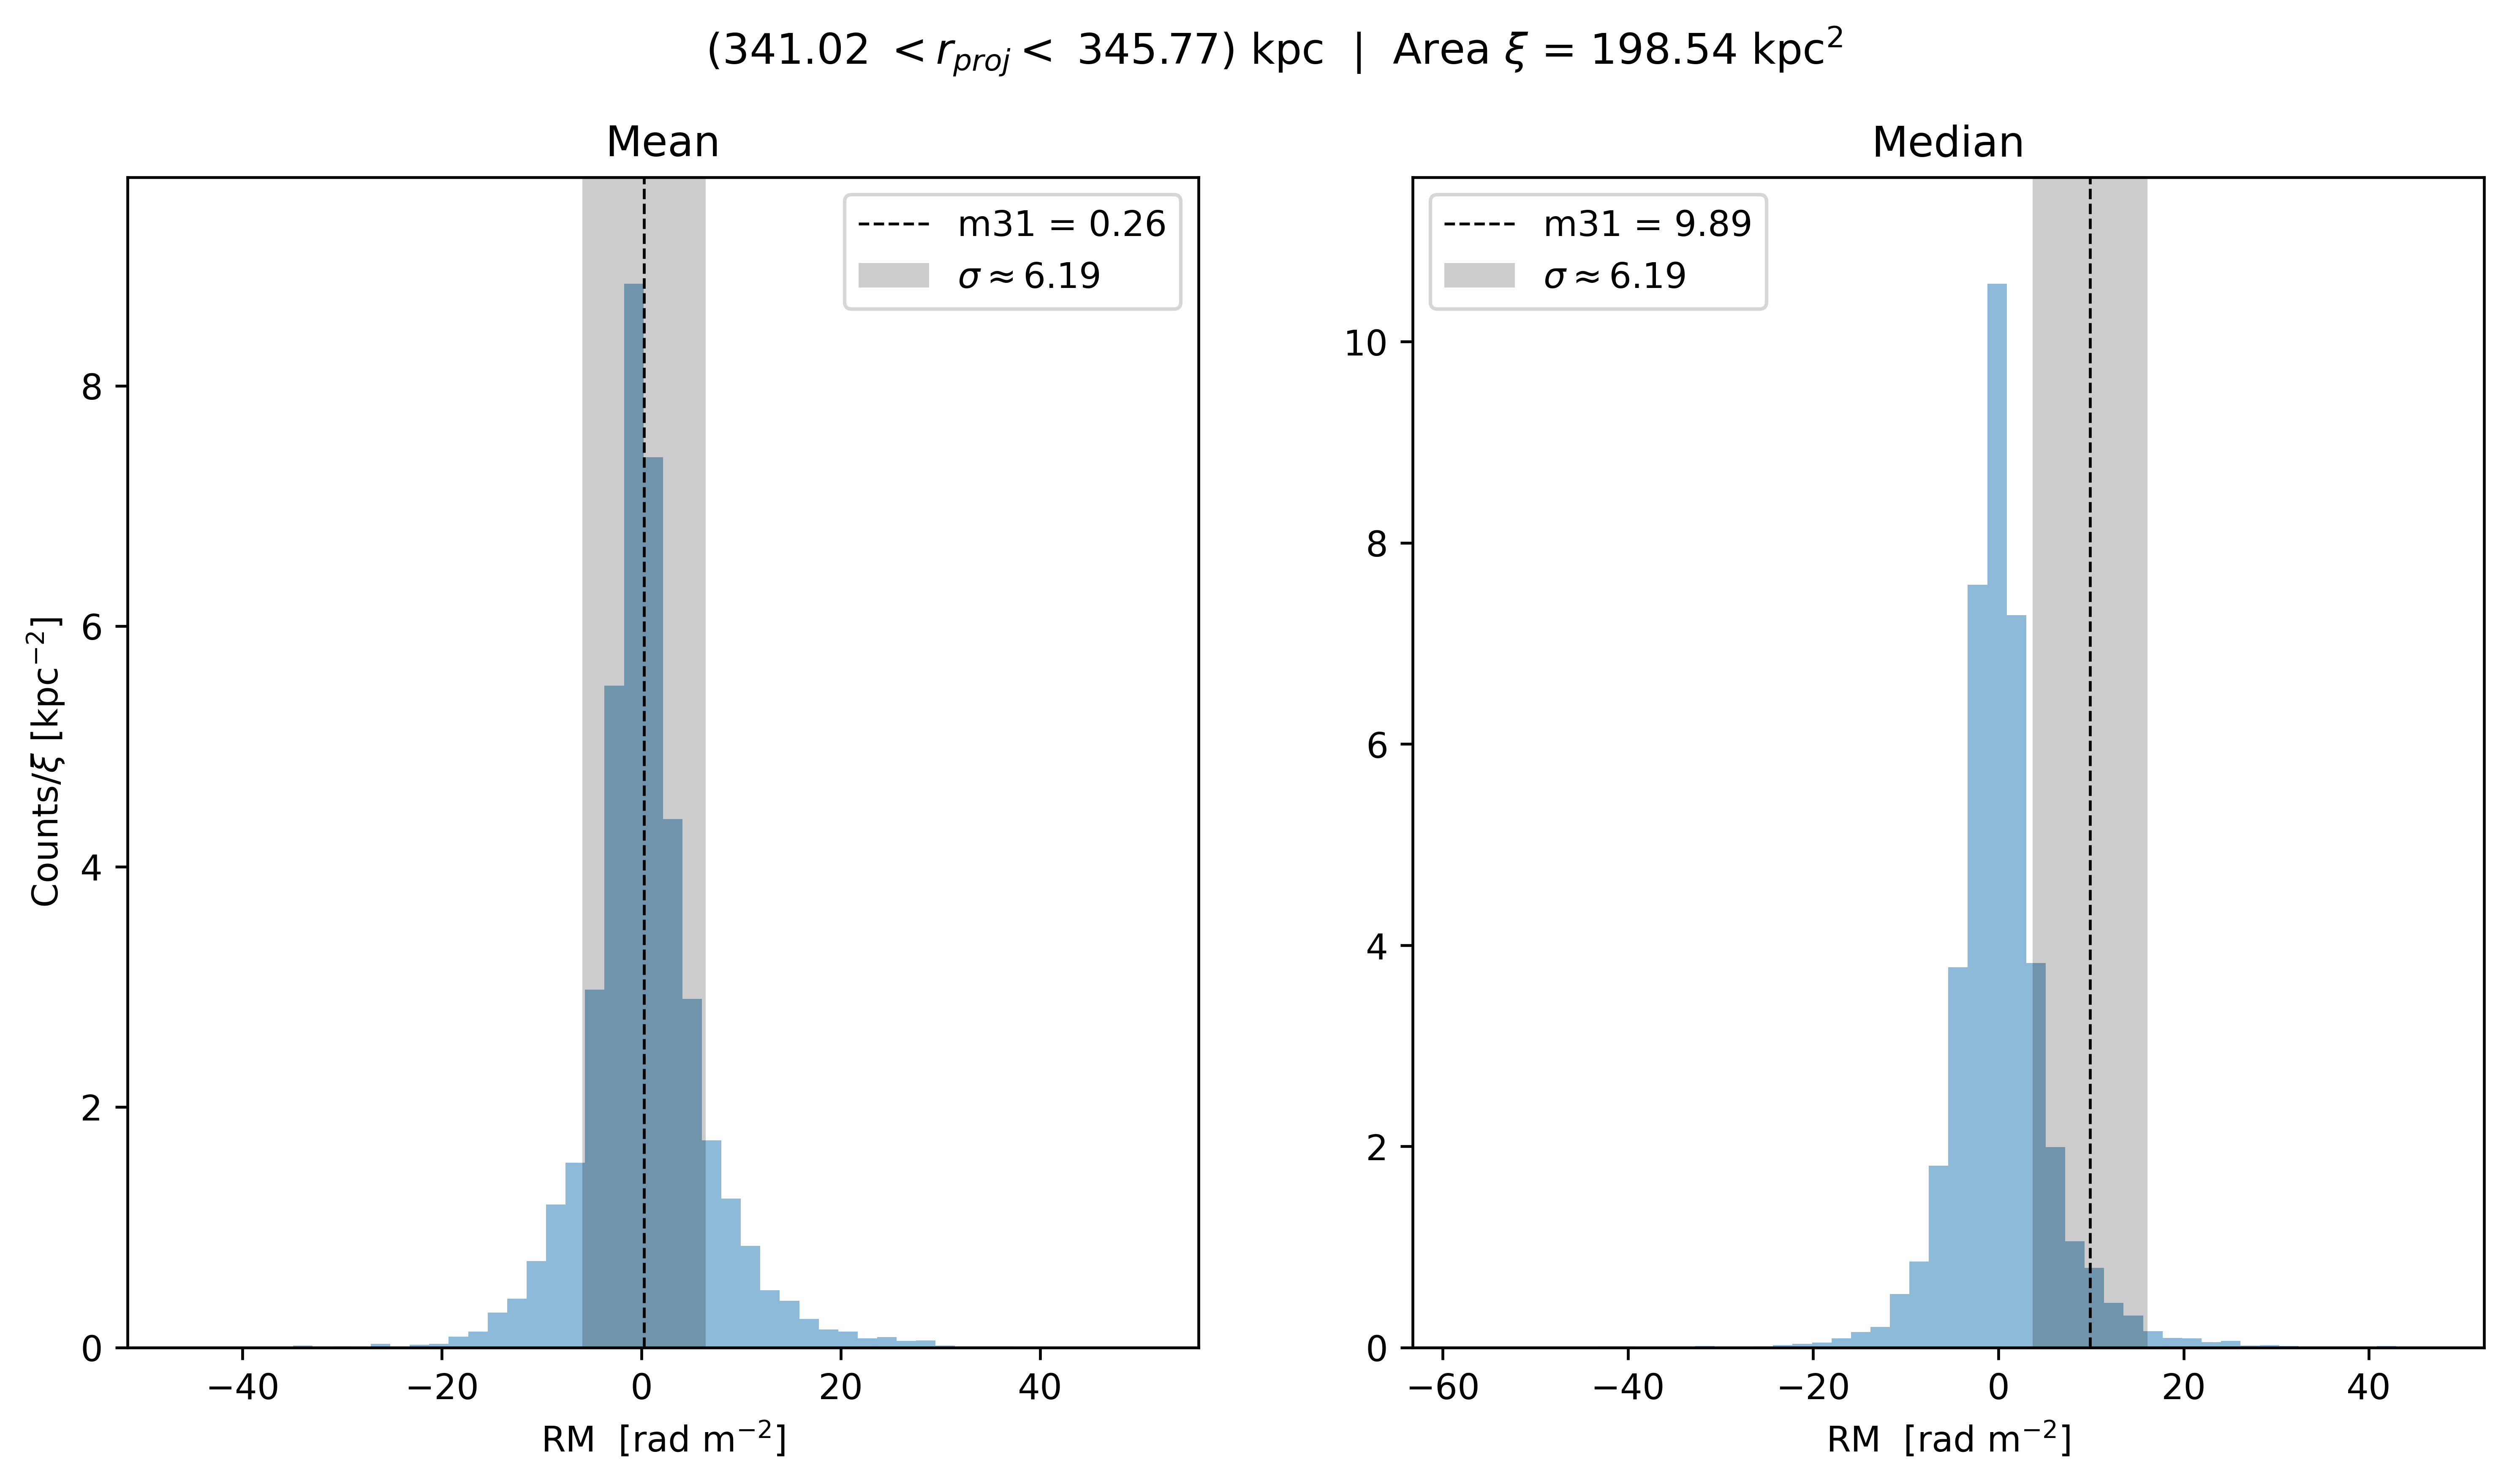 (341.02 < r_proj < 345.77) kpc | Area ξ = 198.54 kpc²
Mean
m31 = 0.26
σ ≈ 6.19
8
6
4
2
0
Counts/ξ [kpc⁻²]
−40 −20 0 20 40
RM [rad m⁻²]
Median
m31 = 9.89
σ ≈ 6.19
10
8
6
4
2
0
−60 −40 −20 0 20 40
RM [rad m⁻²]